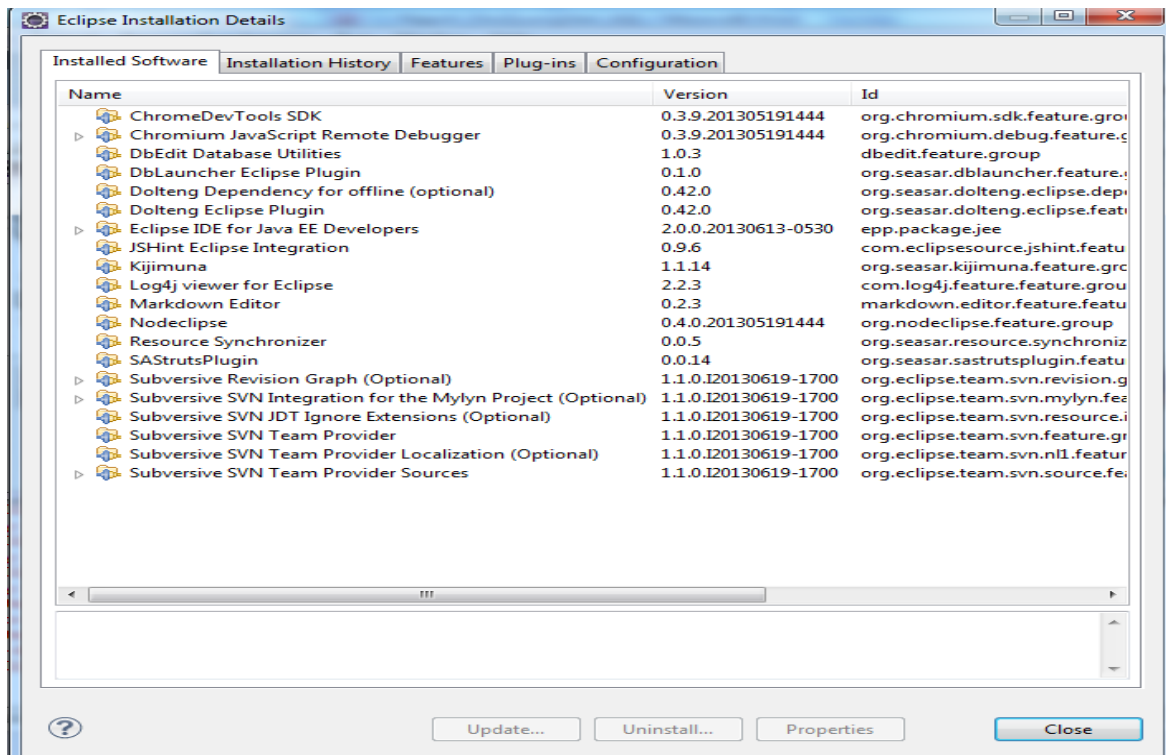 Eclipse Installation Details
Installed Software Installation History Features Plug-ins Configuration
Name Version Id
ChromeDevTools SDK 0.3.9.201305191444 org.chromium.sdk.feature.grou
Chromium JavaScript Remote Debugger 0.3.9.201305191444 org.chromium.debug.feature.g
DbEdit Database Utilities 1.0.3 dbedit.feature.group
DbLauncher Eclipse Plugin 0.1.0 org.seasar.dblauncher.feature.
Dolteng Dependency for offline (optional) 0.42.0 org.seasar.dolteng.eclipse.depe
Dolteng Eclipse Plugin 0.42.0 org.seasar.dolteng.eclipse.featu
Eclipse IDE for Java EE Developers 2.0.0.20130613-0530 epp.package.jee
JSHint Eclipse Integration 0.9.6 com.eclipsesource.jshint.featu
Kijimuna 1.1.14 org.seasar.kijimuna.feature.grc
Log4j viewer for Eclipse 2.2.3 com.log4j.feature.feature.grou
Markdown Editor 0.2.3 markdown.editor.feature.featu
Nodeclipse 0.4.0.201305191444 org.nodeclipse.feature.group
Resource Synchronizer 0.0.5 org.seasar.resource.synchroniz
SAStrutsPlugin 0.0.14 org.seasar.sastrutsplugin.featu
Subversive Revision Graph (Optional) 1.1.0.I20130619-1700 org.eclipse.team.svn.revision.g
Subversive SVN Integration for the Mylyn Project (Optional) 1.1.0.I20130619-1700 org.eclipse.team.svn.mylyn.fea
Subversive SVN JDT Ignore Extensions (Optional) 1.1.0.I20130619-1700 org.eclipse.team.svn.resource.i
Subversive SVN Team Provider 1.1.0.I20130619-1700 org.eclipse.team.svn.feature.gr
Subversive SVN Team Provider Localization (Optional) 1.1.0.I20130619-1700 org.eclipse.team.svn.nl1.featur
Subversive SVN Team Provider Sources 1.1.0.I20130619-1700 org.eclipse.team.svn.source.fea
Update... Uninstall... Properties Close